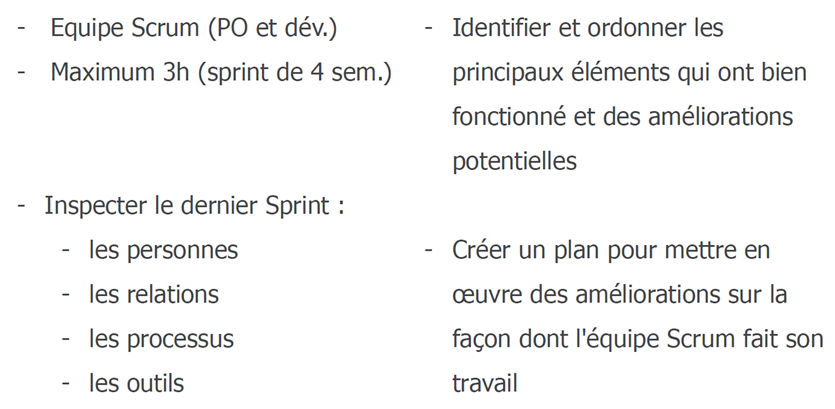 - Equipe Scrum (PO et dév.)
- Maximum 3h (sprint de 4 sem.)
- Inspecter le dernier Sprint :
- les personnes
- les relations
- les processus
- les outils
- Identifier et ordonner les
principaux éléments qui ont bien
fonctionné et des améliorations
potentielles
- Créer un plan pour mettre en
œuvre des améliorations sur la
façon dont l'équipe Scrum fait son
travail